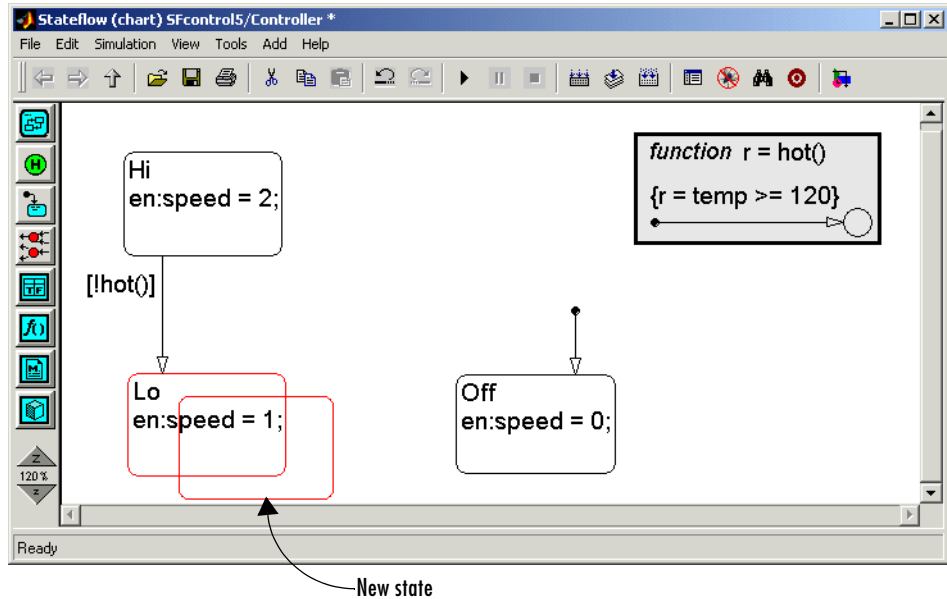 Stateflow (chart) SFcontrol5/Controller *
File Edit Simulation View Tools Add Help
Hi
en:speed = 2;
function r = hot()
{r = temp >= 120}
[!hot()]
Lo
en:speed = 1;
Off
en:speed = 0;
H
TF
f()
M
Z
120%
z
Ready
New state